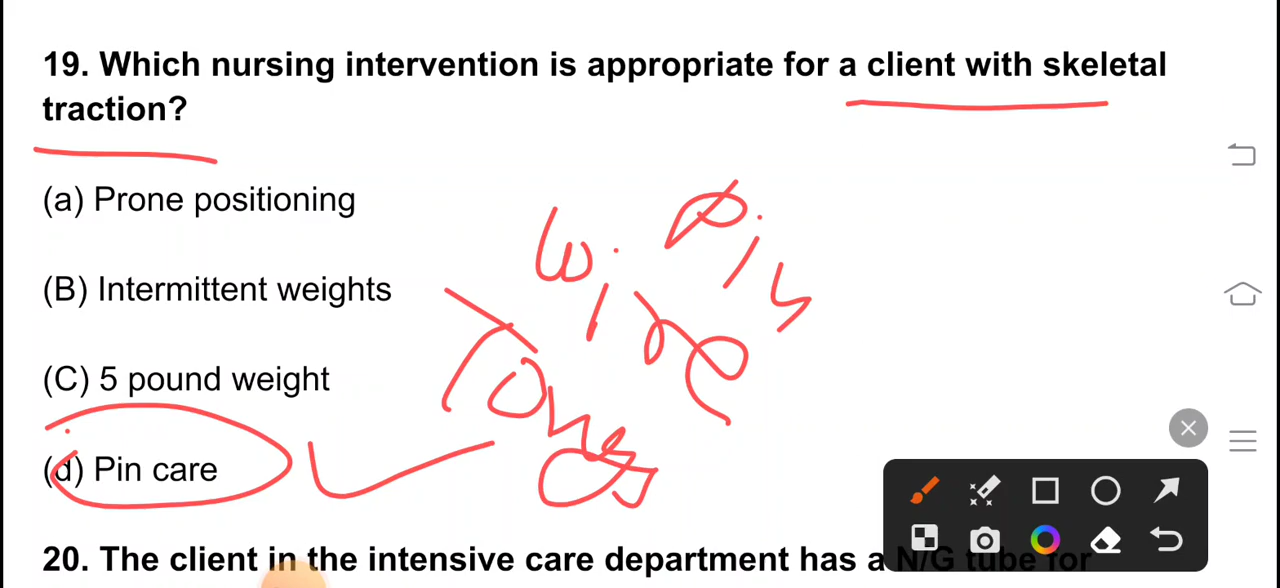 19. Which nursing intervention is appropriate for a client with skeletal
traction?
(a) Prone positioning
(B) Intermittent weights
(C) 5 pound weight
(d) Pin care
Pin
wire
Tongs
20. The client in the intensive care department has a N/G tube for